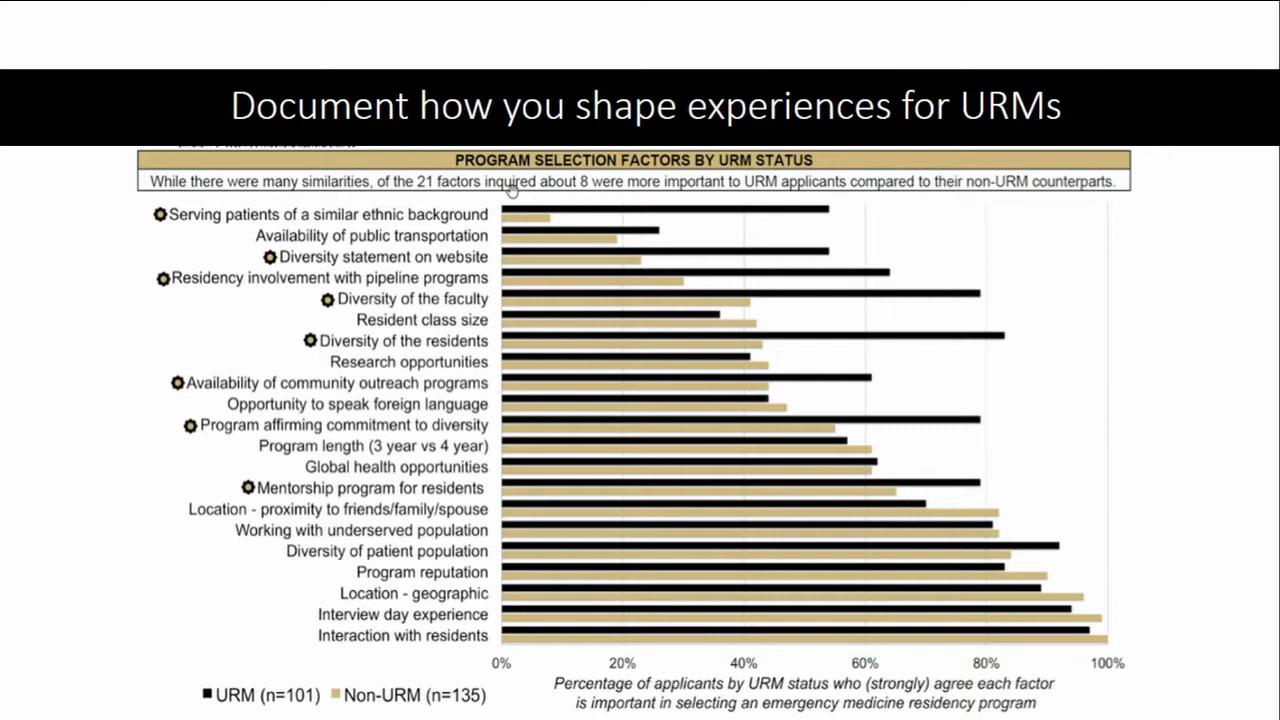 Document how you shape experiences for URMs
PROGRAM SELECTION FACTORS BY URM STATUS
While there were many similarities, of the 21 factors inquired about 8 were more important to URM applicants compared to their non-URM counterparts.
Serving patients of a similar ethnic background
Availability of public transportation
Diversity statement on website
Residency involvement with pipeline programs
Diversity of the faculty
Resident class size
Diversity of the residents
Research opportunities
Availability of community outreach programs
Opportunity to speak foreign language
Program affirming commitment to diversity
Program length (3 year vs 4 year)
Global health opportunities
Mentorship program for residents
Location - proximity to friends/family/spouse
Working with underserved population
Diversity of patient population
Program reputation
Location - geographic
Interview day experience
Interaction with residents
0% 20% 40% 60% 80% 100%
URM (n=101) Non-URM (n=135)
Percentage of applicants by URM status who (strongly) agree each factor
is important in selecting an emergency medicine residency program